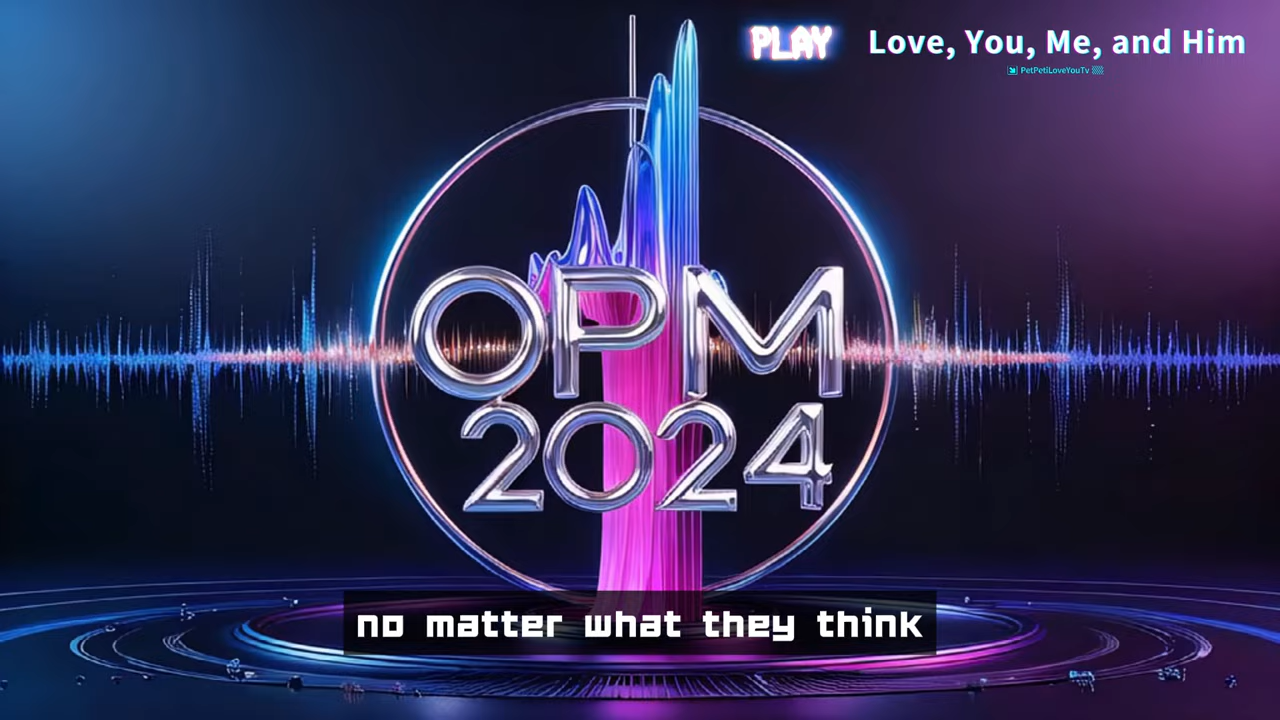 PLAY
Love, You, Me, and Him
PetPetiLoveYouTv
OPM
2024
no matter what they think